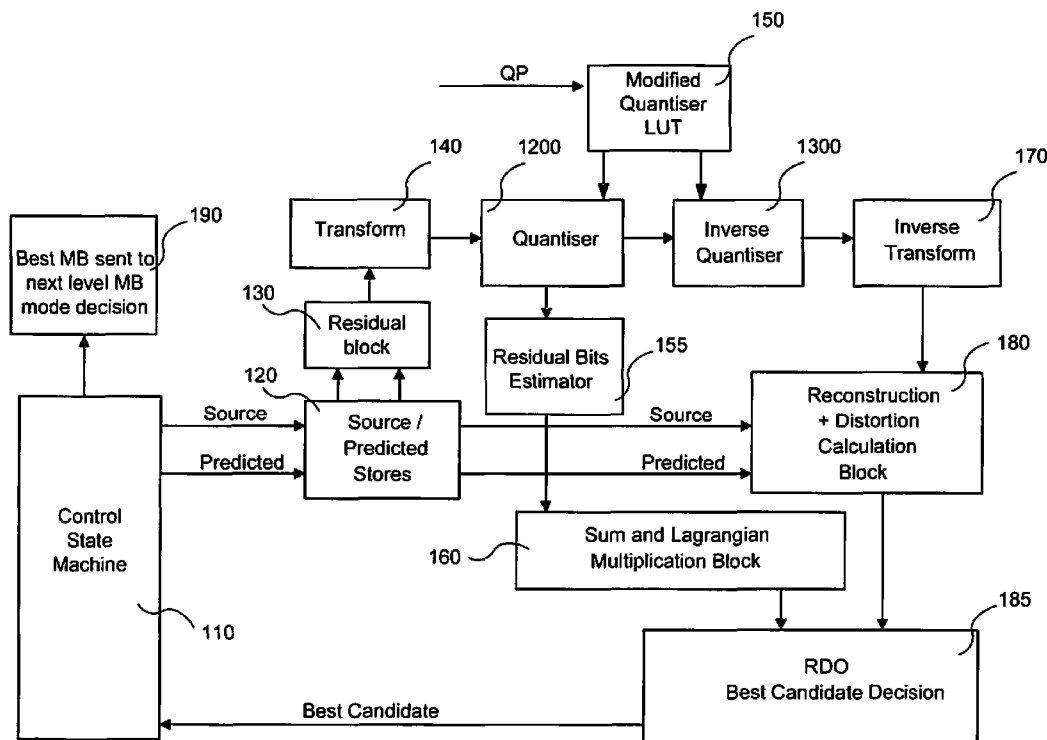 150
QP
Modified
Quantiser
LUT
140
1200
1300
170
190
Transform
Quantiser
Inverse
Quantiser
Inverse
Transform
Best MB sent to
next level MB
mode decision
130
Residual
block
Residual Bits
Estimator
155
180
120
Source
Source /
Predicted
Stores
Predicted
Source
Predicted
Reconstruction
+ Distortion
Calculation
Block
Control
State
Machine
110
160
Sum and Lagrangian
Multiplication Block
185
RDO
Best Candidate Decision
Best Candidate